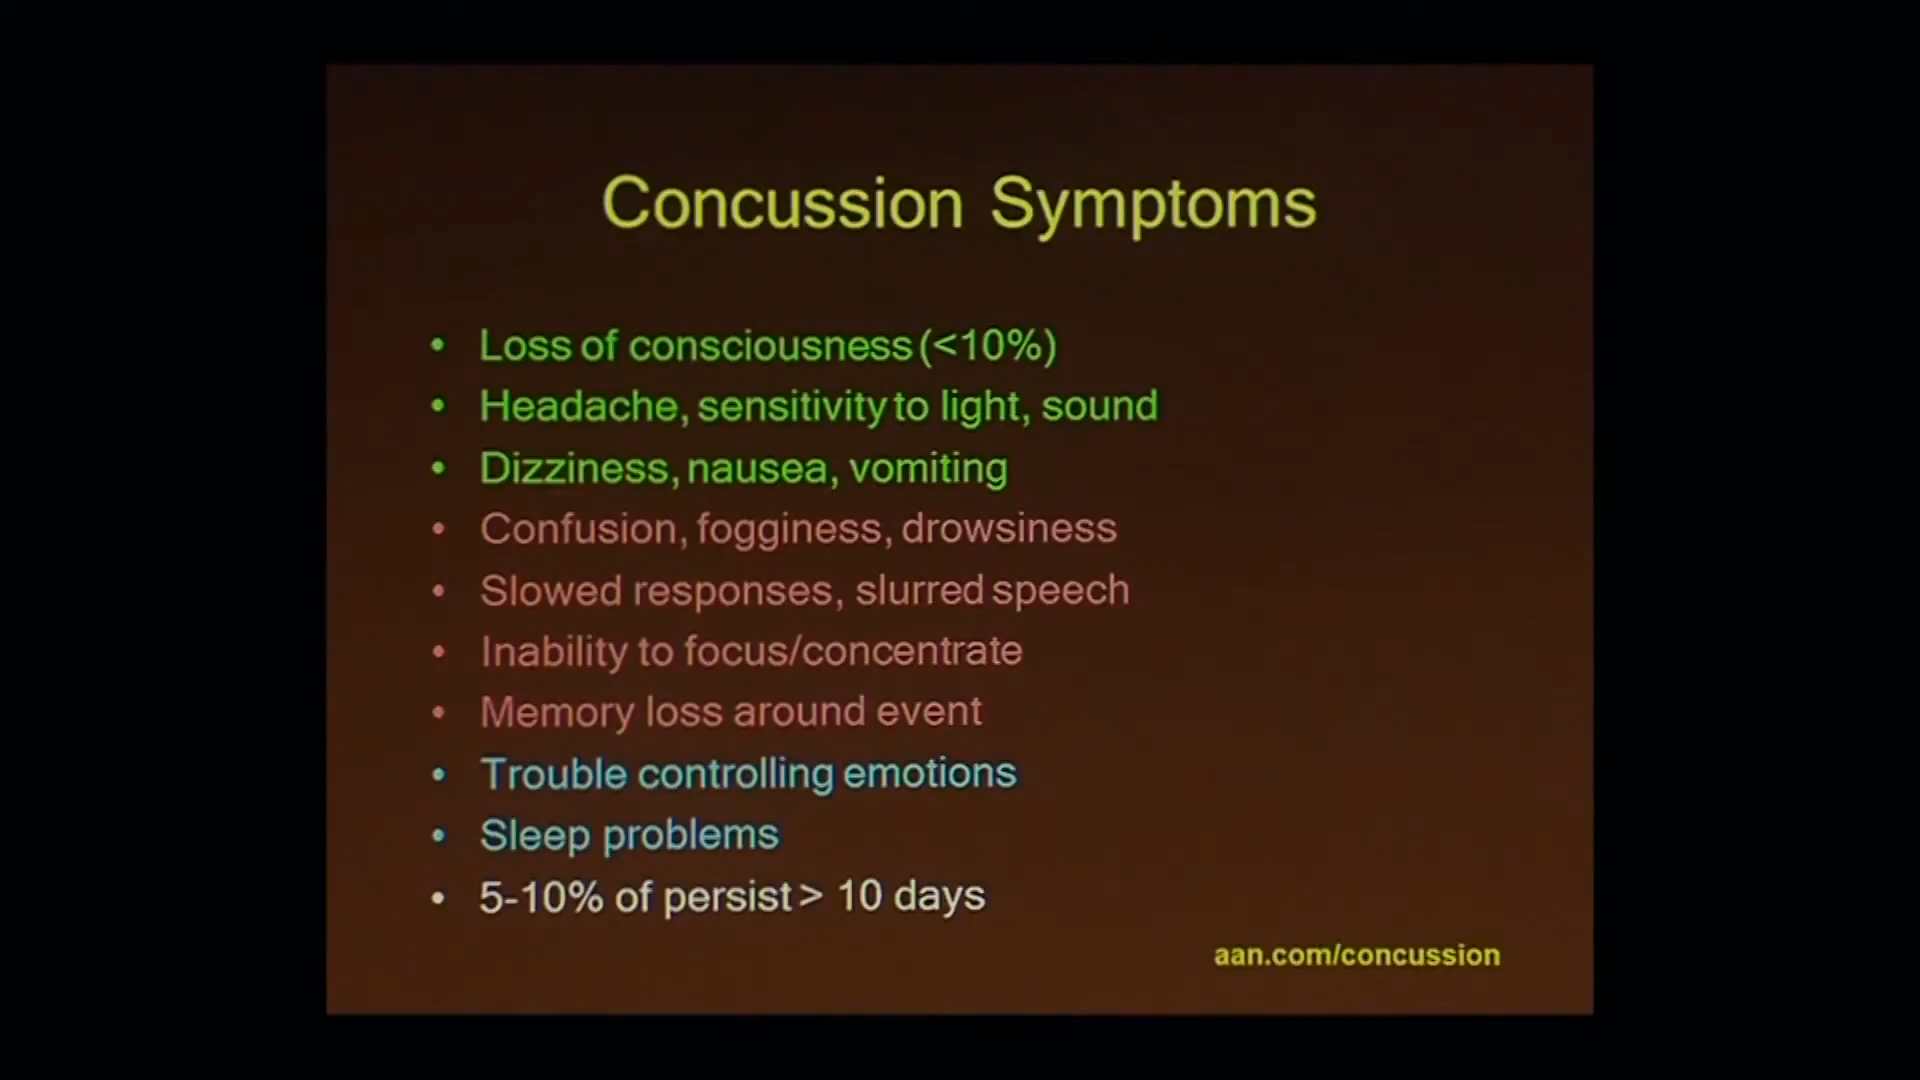 Concussion Symptoms
• Loss of consciousness (<10%)
• Headache, sensitivity to light, sound
• Dizziness, nausea, vomiting
• Confusion, fogginess, drowsiness
• Slowed responses, slurred speech
• Inability to focus/concentrate
• Memory loss around event
• Trouble controlling emotions
• Sleep problems
• 5-10% of persist > 10 days
aan.com/concussion